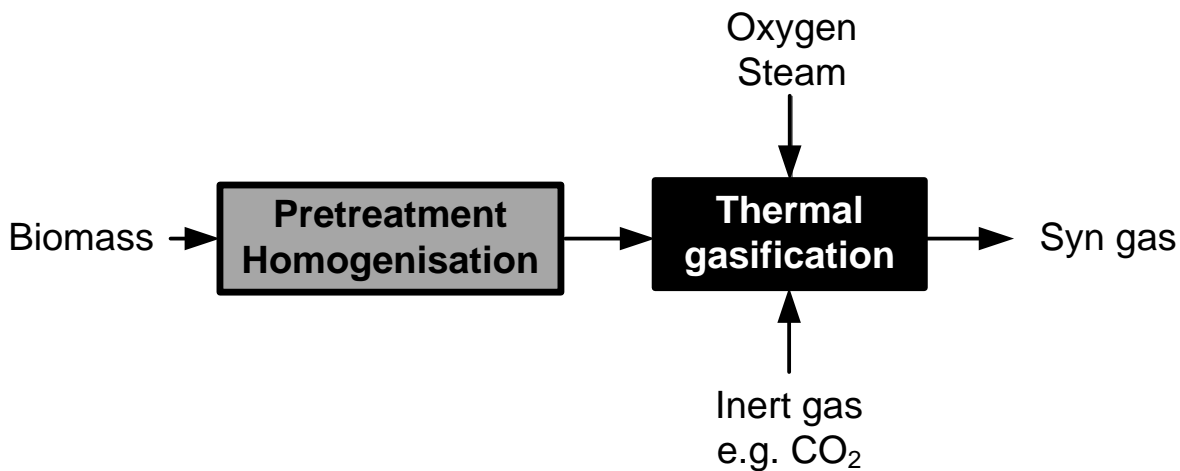 Oxygen
Steam
Biomass
Pretreatment
Homogenisation
Thermal
gasification
Syn gas
Inert gas
e.g. CO₂